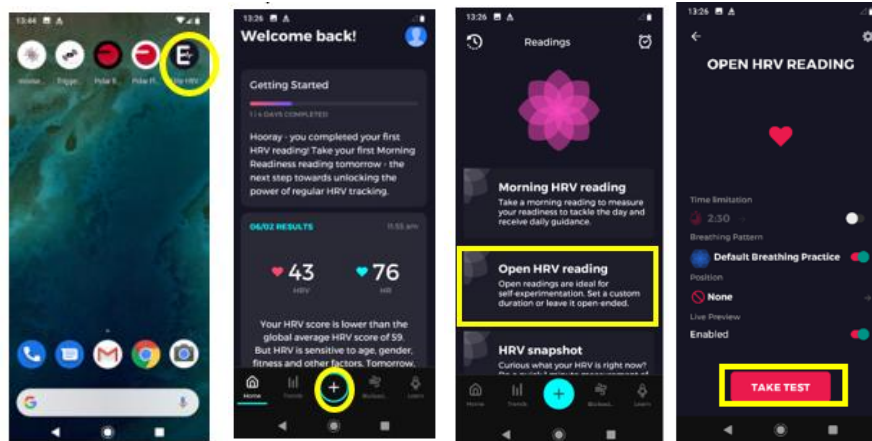 13:44
Polar B..
Polar Fl..
Elite HRV
G
13:26
Welcome back!
Getting Started
Hooray - you completed your first
HRV reading! Take your first Morning
Readiness reading tomorrow - the
next step towards unlocking the
power of regular HRV tracking.
06/02 RESULTS 11:55 am
43 76
HRV HR
Your HRV score is lower than the
global average HRV score of 59.
But HRV is sensitive to age, gender,
fitness and other factors. Tomorrow,
Home Trends Learn
13:26
Readings
Morning HRV reading
Take a morning reading to measure
your readiness to tackle the day and
receive daily guidance.
Open HRV reading
Open readings are ideal for
self-experimentation. Set a custom
duration or leave it open-ended.
HRV snapshot
Curious what your HRV is right now?
Home Trends Learn
13:26
OPEN HRV READING
Time limitation
2:30
Breathing Pattern
Default Breathing Practice
Position
None
Live Preview
Enabled
TAKE TEST